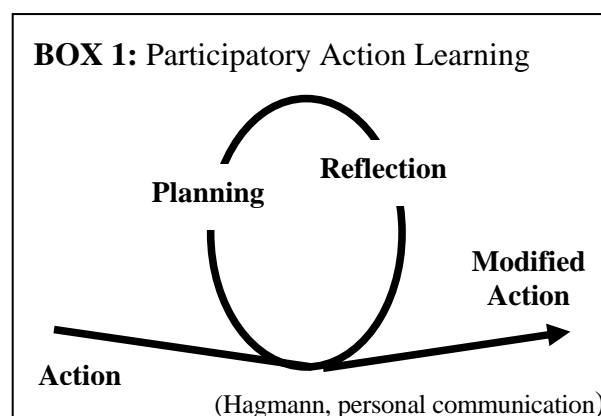 BOX 1: Participatory Action Learning
Reflection
Planning
Modified
Action
Action
(Hagmann, personal communication)